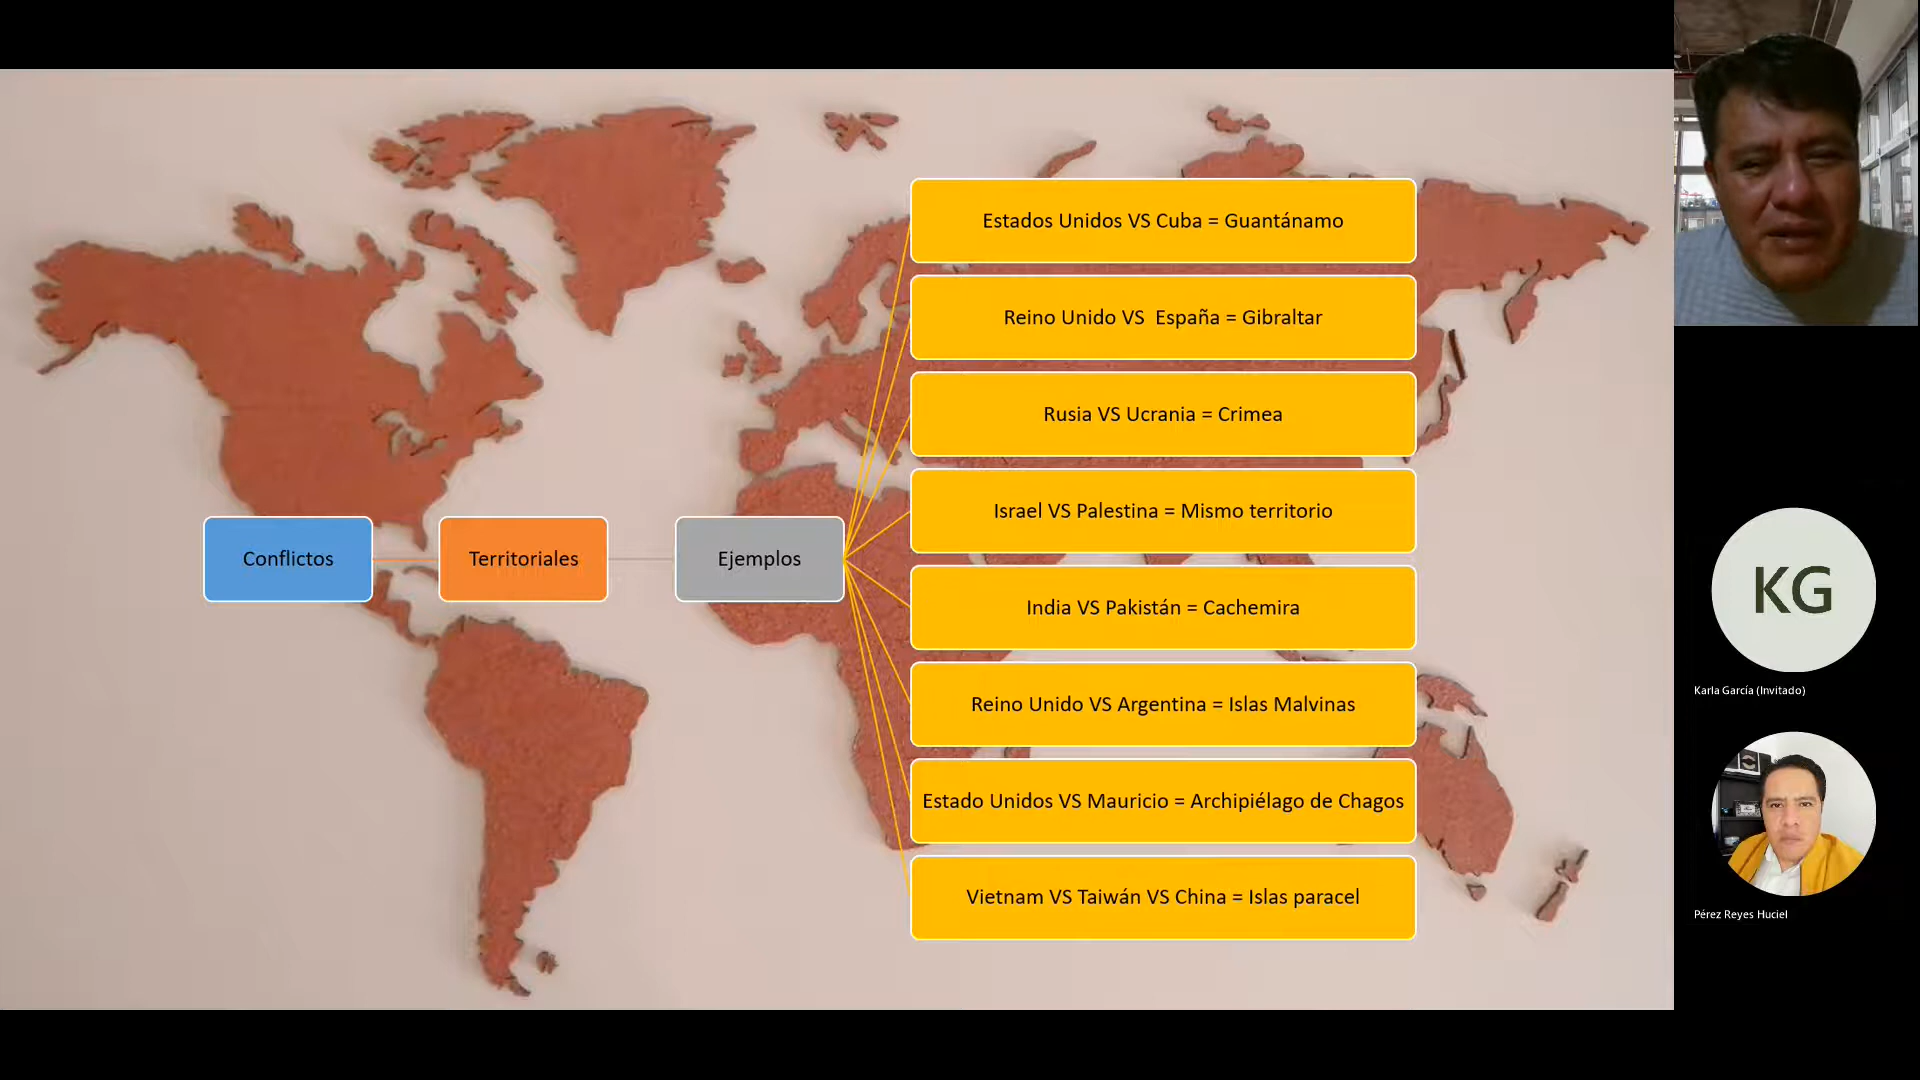 Conflictos
Territoriales
Ejemplos
Estados Unidos VS Cuba = Guantánamo
Reino Unido VS  España = Gibraltar
Rusia VS Ucrania = Crimea
Israel VS Palestina = Mismo territorio
India VS Pakistán = Cachemira
Reino Unido VS Argentina = Islas Malvinas
Estado Unidos VS Mauricio = Archipiélago de Chagos
Vietnam VS Taiwán VS China = Islas paracel
KG
Karla García (Invitado)
Pérez Reyes Huciel